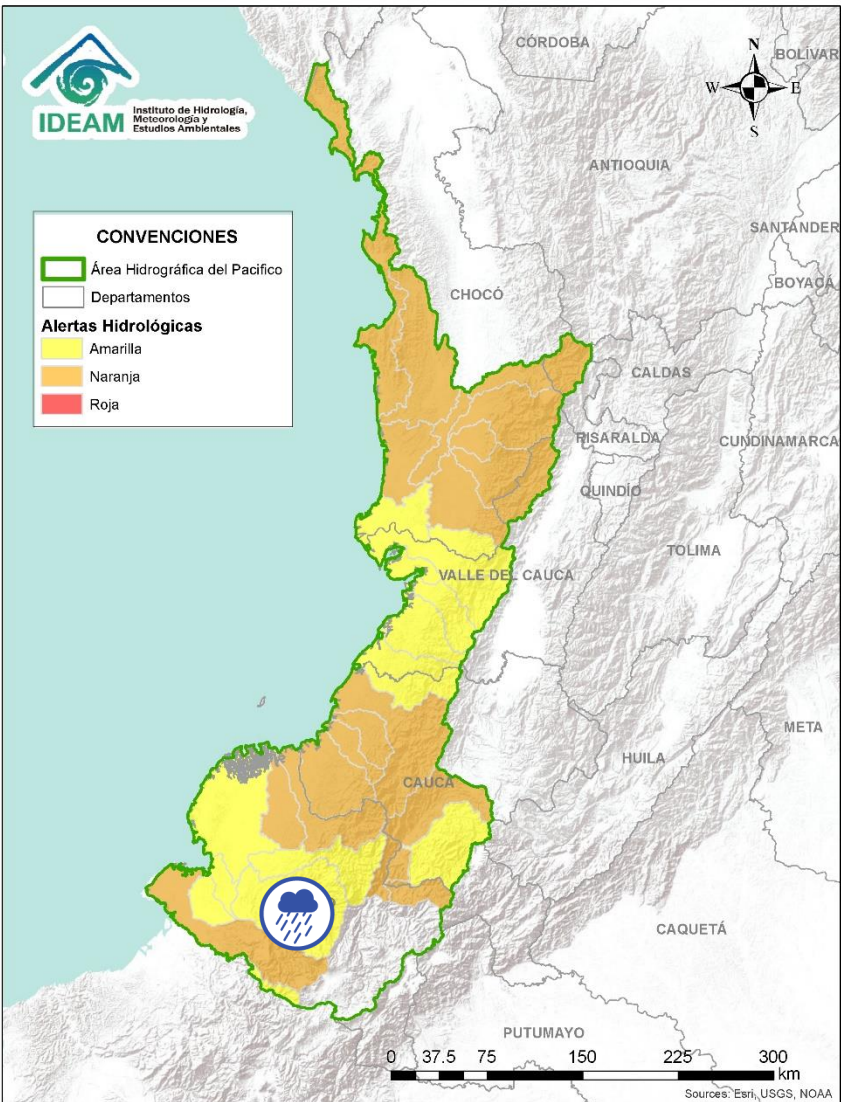 IDEAM
Instituto de Hidrología,
Meteorología y
Estudios Ambientales
N
W
E
S
CÓRDOBA
BOLÍVAR
ANTIOQUIA
SANTANDER
BOYACÁ
CONVENCIONES
Área Hidrográfica del Pacifico
Departamentos
Alertas Hidrológicas
Amarilla
Naranja
Roja
CHOCÓ
CALDAS
RISARALDA
CUNDINAMARCA
QUINDÍO
TOLIMA
VALLE DEL CAUCA
META
HUILA
CAUCA
CAQUETÁ
PUTUMAYO
0 37.5 75 150 225 300
km
Sources: Esri, USGS, NOAA